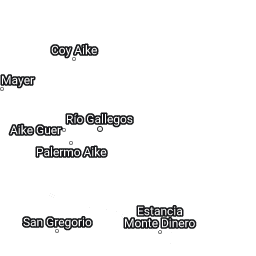 Coy Aike
Mayer
Río Gallegos
Aike Guer
Palermo Aike
Estancia
San Gregorio
Monte Dinero